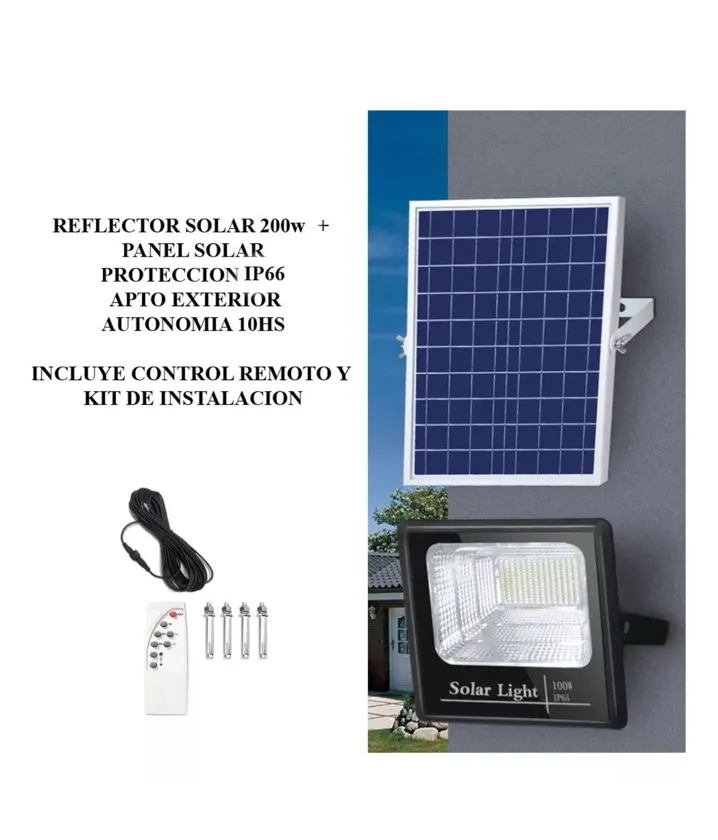 REFLECTOR SOLAR 200w +
PANEL SOLAR
PROTECCION IP66
APTO EXTERIOR
AUTONOMIA 10HS
INCLUYE CONTROL REMOTO Y
KIT DE INSTALACION
Solar Light
100W
IP65